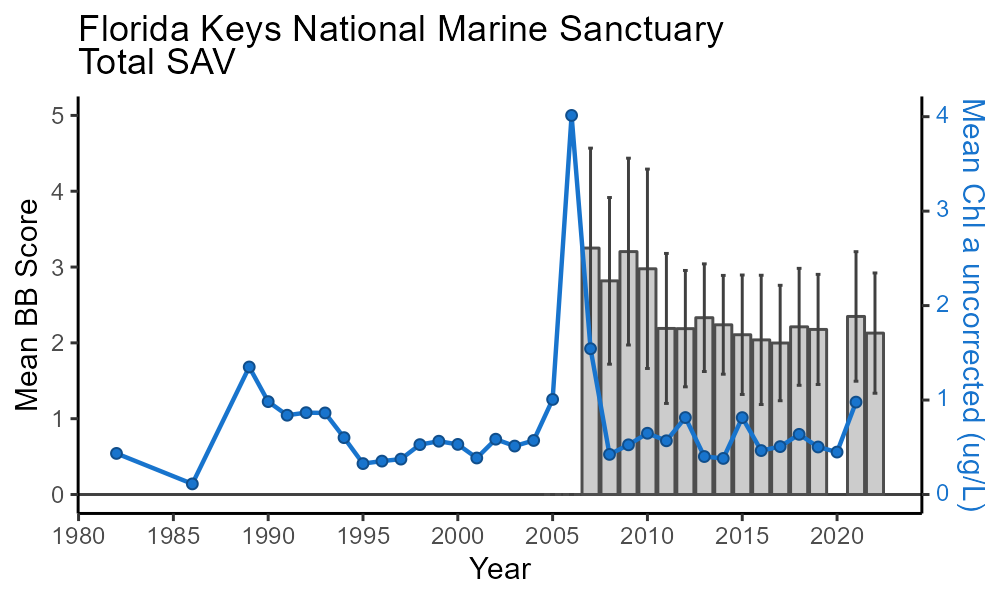 Florida Keys National Marine Sanctuary
Total SAV
Mean BB Score
5
4
3
2
1
0
Mean Chl a uncorrected (ug/L)
4
3
2
1
0
1980 1985 1990 1995 2000 2005 2010 2015 2020
Year